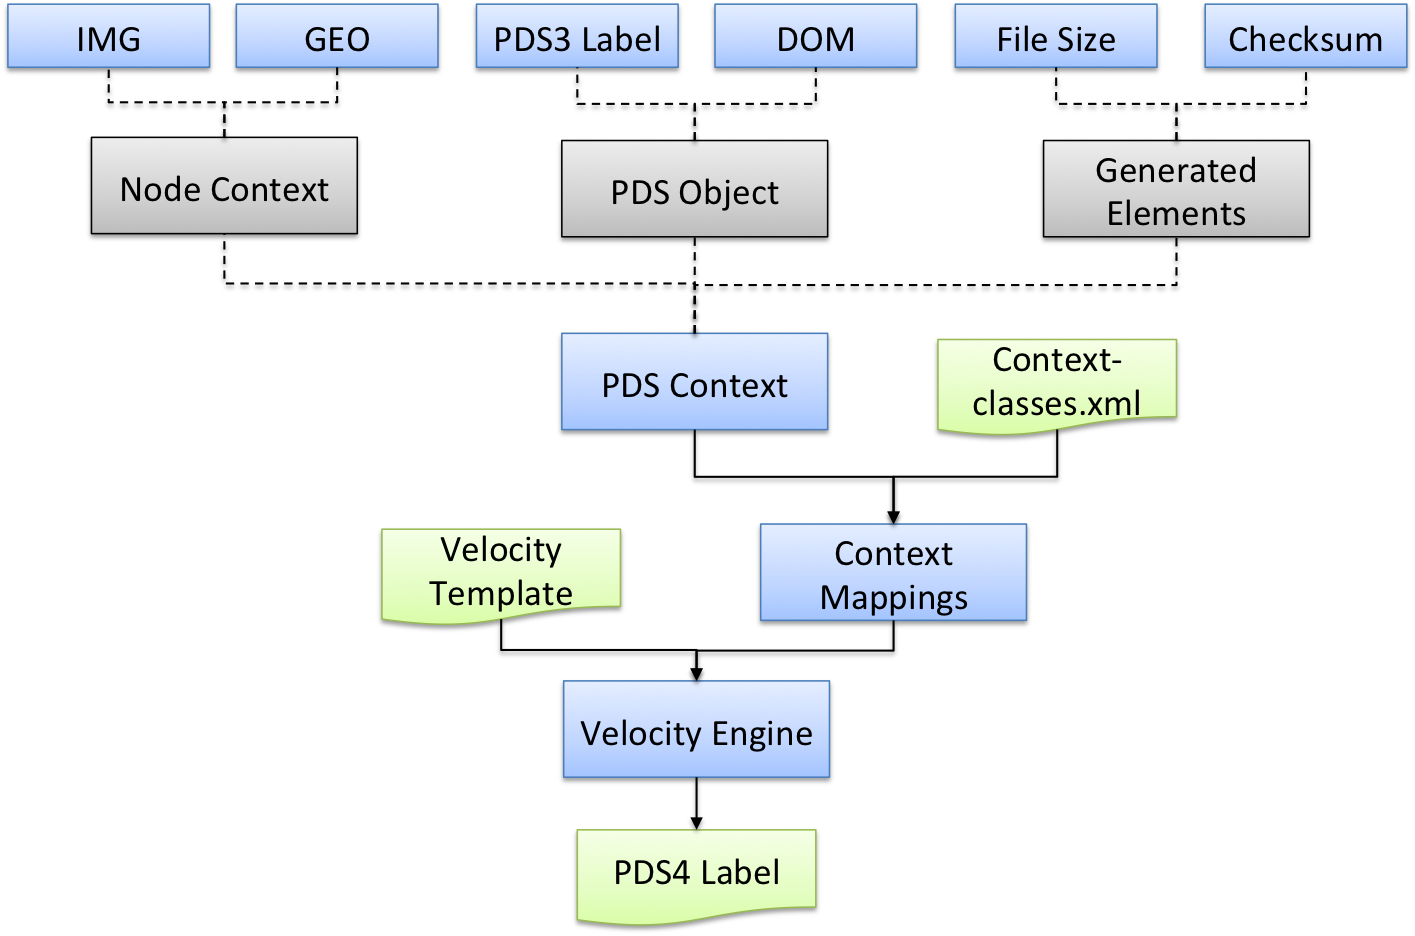 IMG
GEO
PDS3 Label
DOM
File Size
Checksum
Node Context
PDS Object
Generated
Elements
PDS Context
Context-
classes.xml
Velocity
Template
Context
Mappings
Velocity Engine
PDS4 Label